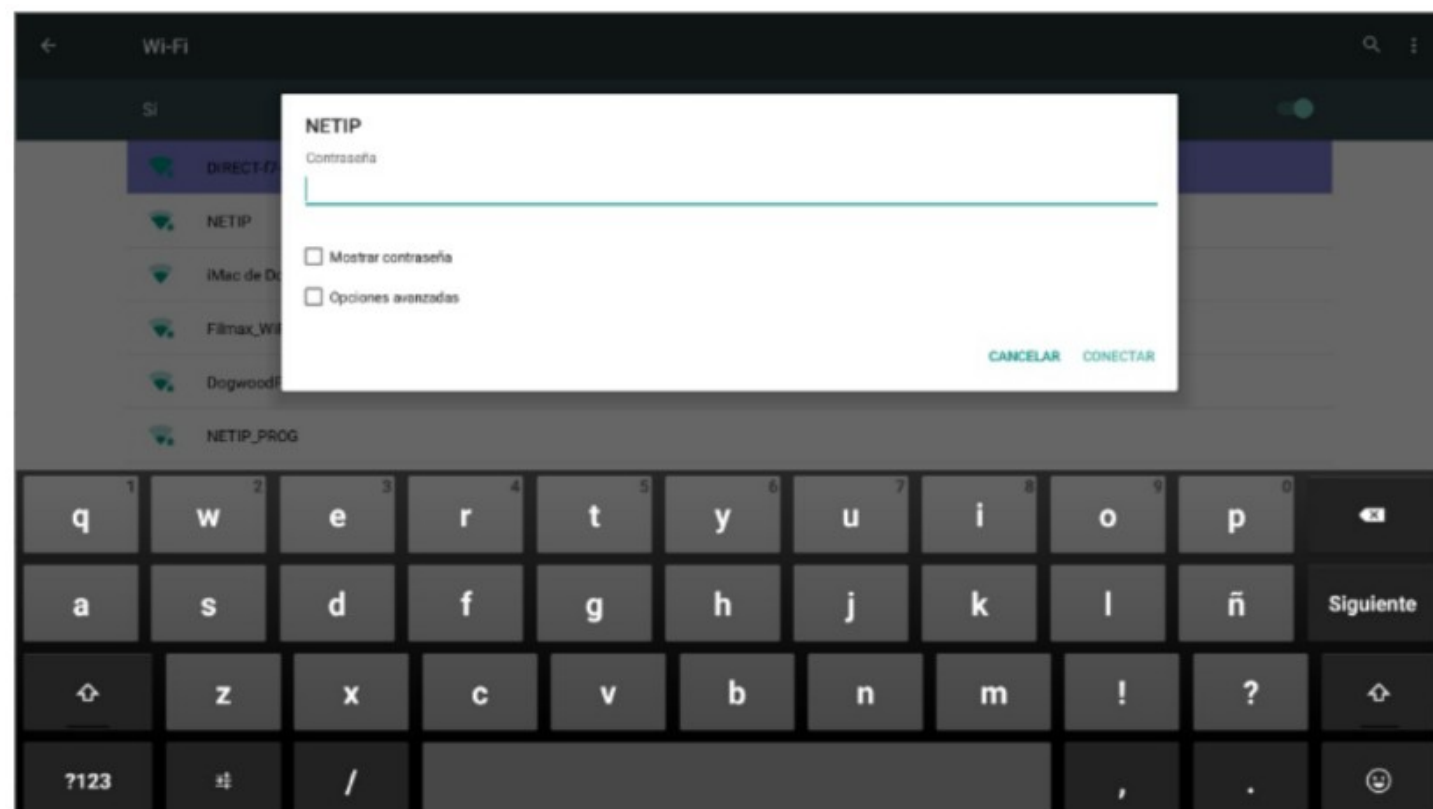 Wi-Fi
Sí
NETIP
Contraseña
DIRECT-f7-
NETIP
Mostrar contraseña
iMac de Do
Opciones avanzadas
Filmax_Wi
CANCELAR CONECTAR
DogwoodF
NETIP_PROG
1 2 3 4 5 6 7 8 9 0
q w e r t y u i o p
a s d f g h j k l ñ Siguiente
z x c v b n m ! ?
?123 / , .